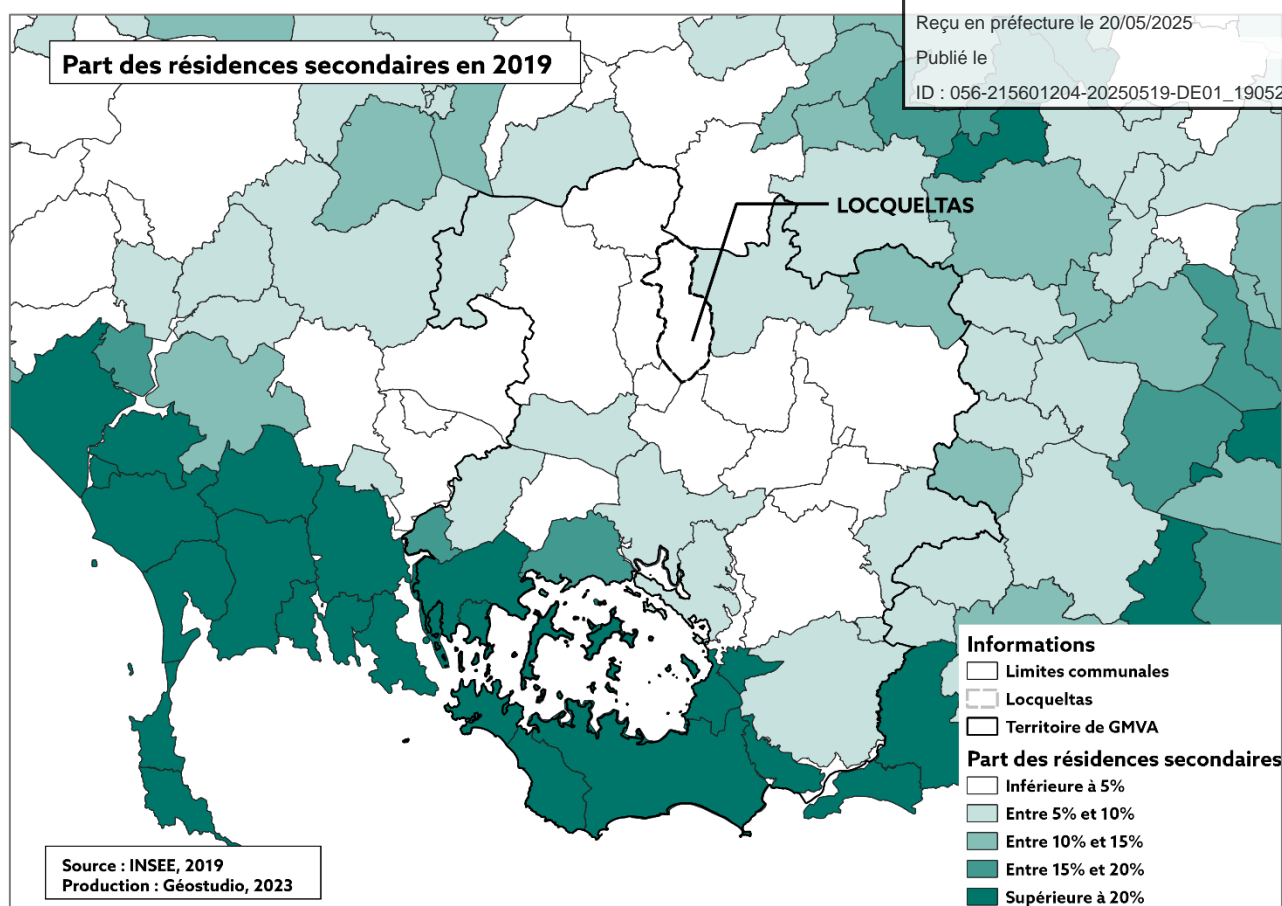 Reçu en préfecture le 20/05/2025
Publié le
ID : 056-215601204-20250519-DE01_19052
Part des résidences secondaires en 2019
LOCQUELTAS
Informations
Limites communales
Locqueltas
Territoire de GMVA
Part des résidences secondaires
Inférieure à 5%
Entre 5% et 10%
Entre 10% et 15%
Entre 15% et 20%
Supérieure à 20%
Source : INSEE, 2019
Production : Géostudio, 2023